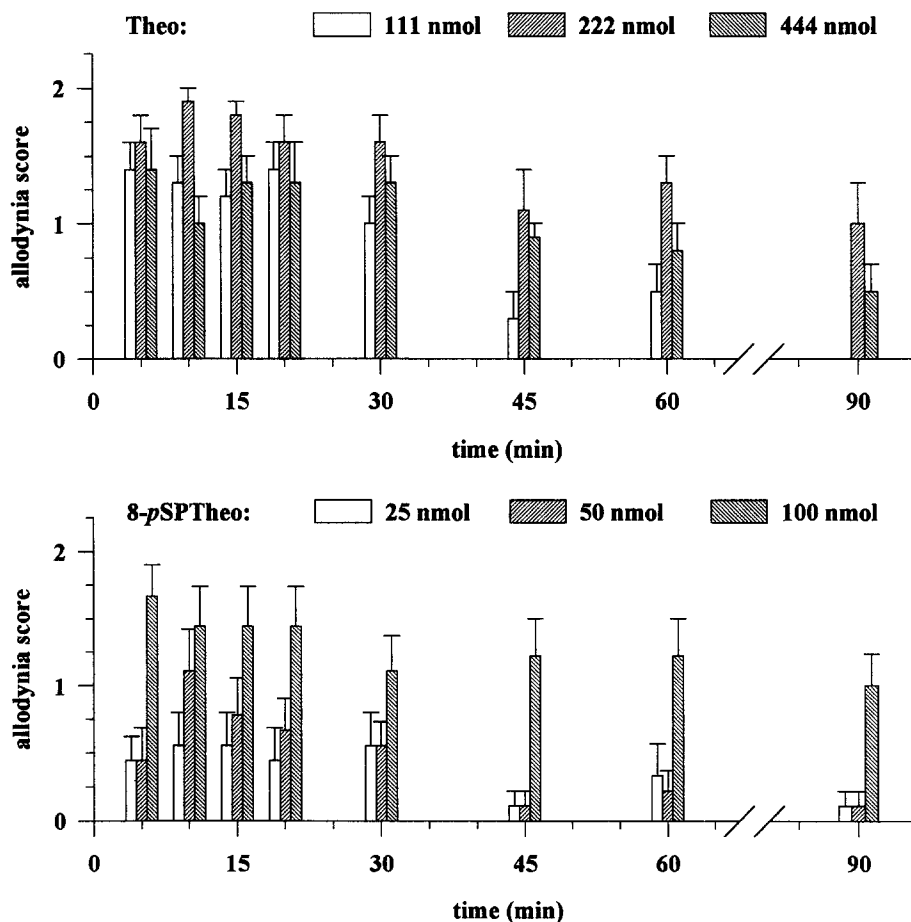 Theo: 111 nmol 222 nmol 444 nmol
2
1
0
allodynia score
0 15 30 45 60 90
time (min)
8-pSPTheo: 25 nmol 50 nmol 100 nmol
2
1
0
allodynia score
0 15 30 45 60 90
time (min)